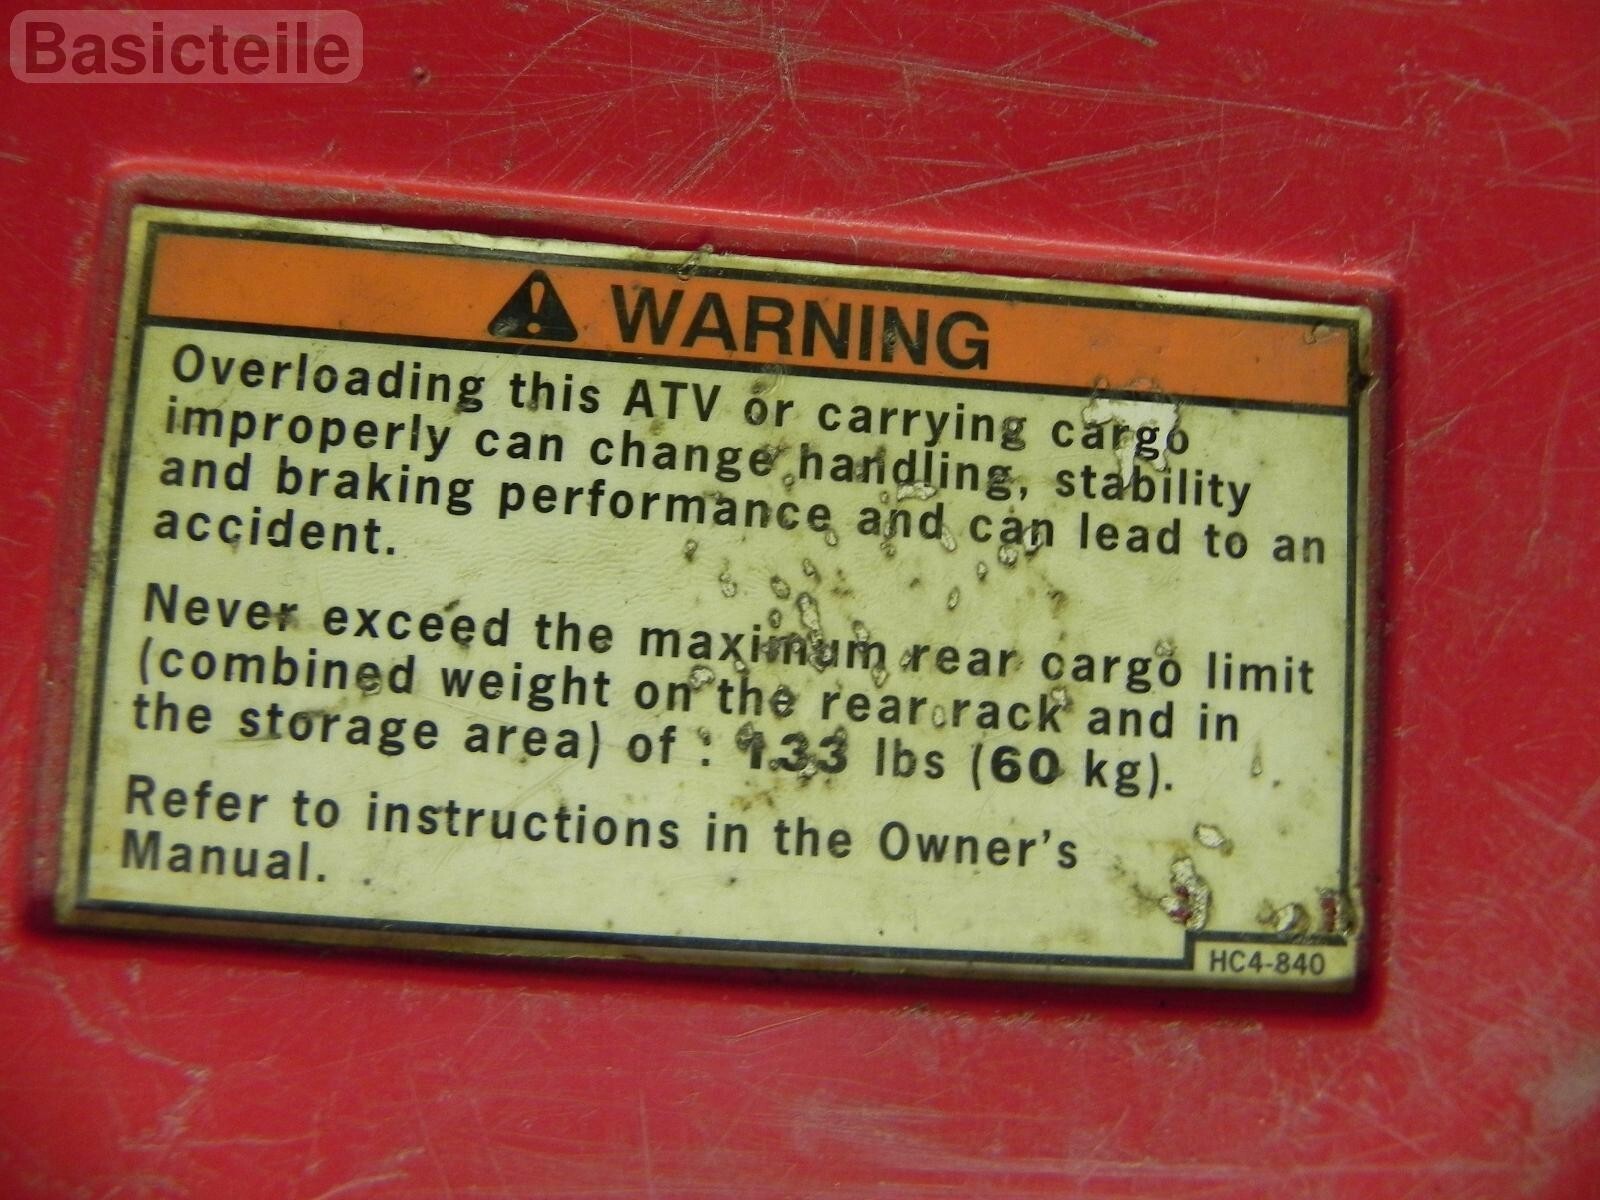 Basicteile
WARNING
Overloading this ATV or carrying cargo
improperly can change handling, stability
and braking performance and can lead to an
accident.
Never exceed the maximum rear cargo limit
(combined weight on the rear rack and in
the storage area) of : 133 lbs (60 kg).
Refer to instructions in the Owner's
Manual.
HC4-840